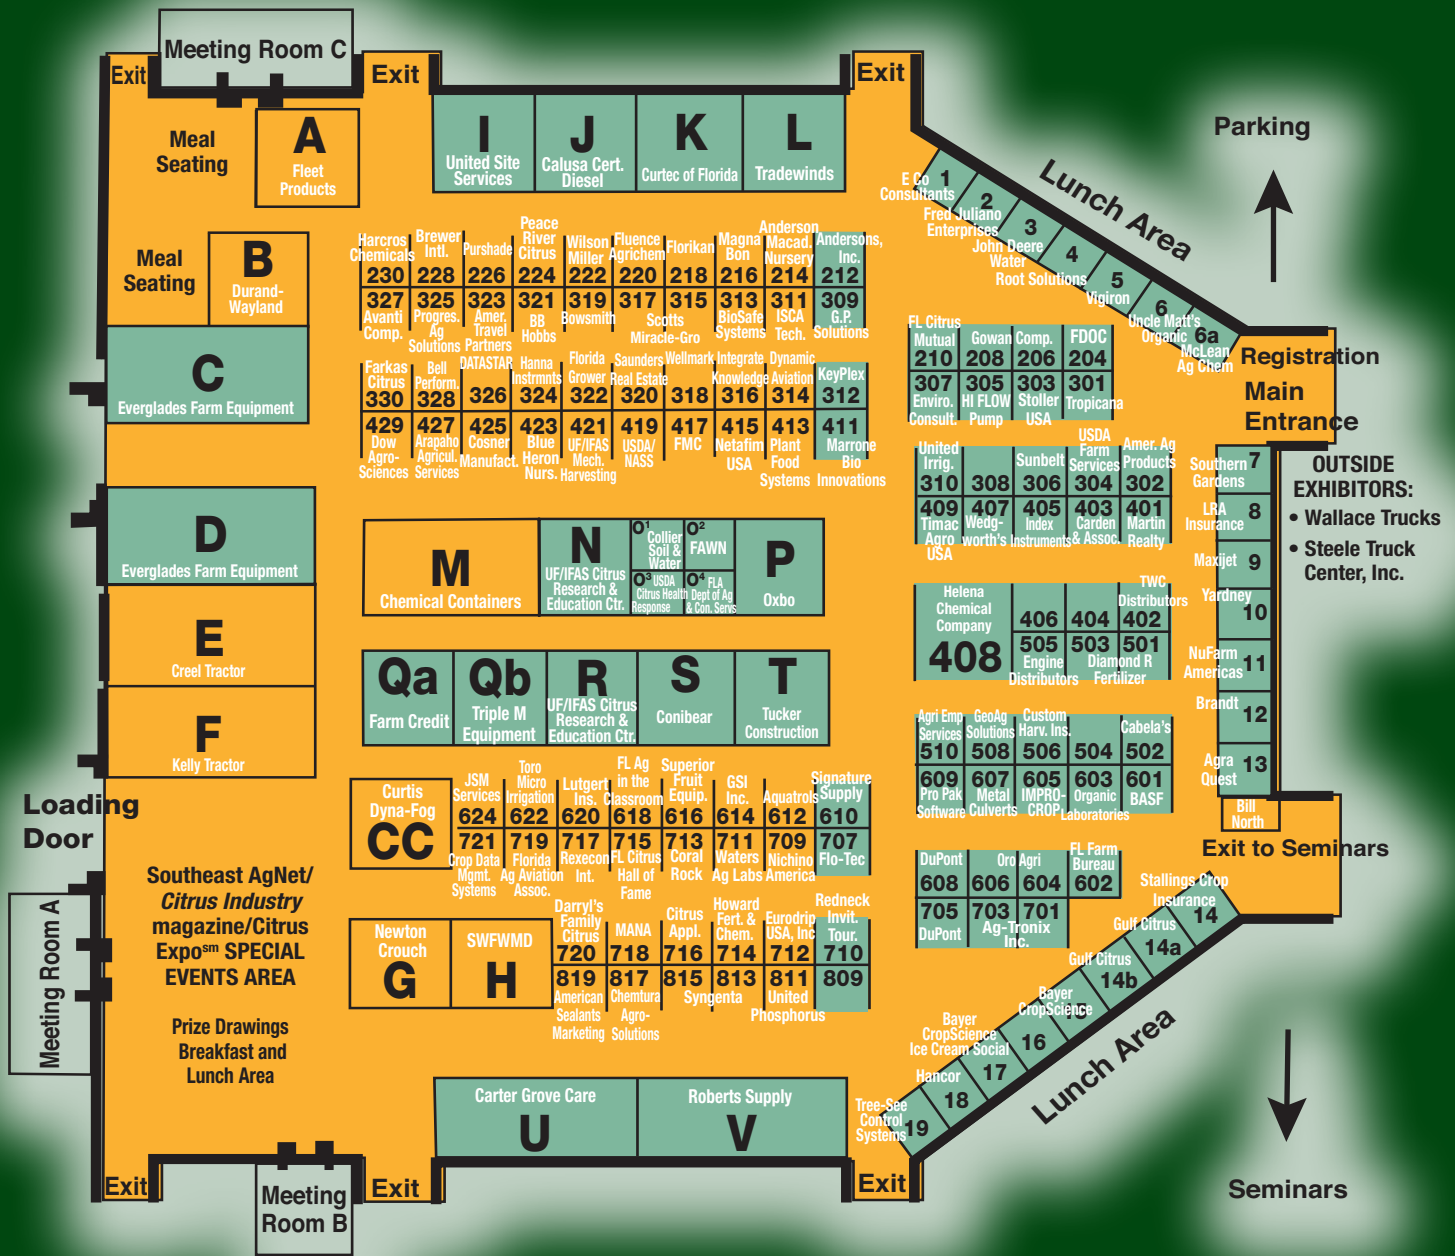 Meeting Room C
Exit
Exit
Exit
Meal
Seating
A
Fleet
Products
I
United Site
Services
J
Calusa Cert.
Diesel
K
Curtec of Florida
L
Tradewinds
Parking
Lunch Area
1
E Co
Consultants
2
Fred Juliano
Enterprises
3
John Deere
Water
4
Root Solutions
5
Vigiron
6
Uncle Matt's
Organic
6a
McLean
Ag Chem
Registration
Main
Entrance
Meal
Seating
B
Durand-
Wayland
C
Everglades Farm Equipment
D
Everglades Farm Equipment
E
Creel Tractor
F
Kelly Tractor
Harcros
Chemicals
230
Brewer
Intl.
228
Purshade
226
Peace
River
Citrus
224
Wilson
Miller
222
Fluence
Agrichem
220
Florikan
218
Magna
Bon
216
Anderson
Macad.
Nursery
214
Andersons,
Inc.
212
327
Avanti
Comp.
325
Progres.
Ag
Solutions
323
Amer.
Travel
Partners
321
BB
Hobbs
319
Bowsmith
317 315
Scotts
Miracle-Gro
313
BioSafe
Systems
311
ISCA
Tech.
309
G.P.
Solutions
Farkas
Citrus
330
Bell
Perform.
328
DATASTAR
326
Hanna
Instrmnts
324
Florida
Grower
322
Saunders
Real Estate
320
Wellmark
318
Integrate
Knowledge
316
Dynamic
Aviation
314
KeyPlex
312
429
Dow
Agro-
Sciences
427
Arapaho
Agricul.
Services
425
Cosner
Manufact.
423
Blue
Heron
Nurs.
421
UF/IFAS
Mech.
Harvesting
419
USDA/
NASS
417
FMC
415
Netafim
USA
413
Plant
Food
Systems
411
Marrone
Bio
Innovations
FL Citrus
Mutual
210
Gowan Comp.
208 206
FDOC
204
307
Enviro.
Consult.
305
HI FLOW
Pump
303
Stoller
USA
301
Tropicana
United
Irrig.
310
308
Sunbelt
306
USDA
Farm
Services
304
Amer. Ag
Products
302
409
Timac
Agro
USA
407
Wedg-
worth's
405
Index
Instruments
403
Carden
& Assoc.
401
Martin
Realty
Southern
Gardens
7
LRA
Insurance
8
Maxijet
9
Yardney
10
NuFarm
Americas
11
Brandt
12
Agra
Quest
13
OUTSIDE
EXHIBITORS:
• Wallace Trucks
• Steele Truck
Center, Inc.
M
Chemical Containers
N
UF/IFAS Citrus
Research &
Education Ctr.
O1
Collier
Soil &
Water
O2
FAWN
O3 USDA
Citrus Health
Response
O4 FLA
Dept of Ag
& Con. Servs
P
Oxbo
Helena
Chemical
Company
408
406
404
TWC
Distributors
402
505
Engine
Distributors
503 501
Diamond R
Fertilizer
Qa
Farm Credit
Qb
Triple M
Equipment
R
UF/IFAS Citrus
Research &
Education Ctr.
S
Conibear
T
Tucker
Construction
Agri Emp
Services
510
GeoAg
Solutions
508
Custom
Harv. Ins.
506
504
Cabela's
502
609
Pro Pak
Software
607
Metal
Culverts
605
IMPRO-
CROP
603
Organic
Laboratories
601
BASF
Loading
Door
Curtis
Dyna-Fog
CC
JSM
Services
624
Toro
Micro
Irrigation
622
Lutgert
Ins.
620
FL Ag
in the
Classroom
618
Superior
Fruit
Equip.
616
GSI
Inc.
614
Aquatrols
612
Signature
Supply
610
721
Crop Data
Mgmt.
Systems
719
Florida
Ag Aviation
Assoc.
717
Rexecon
Int.
715
FL Citrus
Hall of
Fame
713
Coral
Rock
711
Waters
Ag Labs
709
Nichino
America
707
Flo-Tec
Bill
North
Exit to Seminars
DuPont
608
Oro Agri
606 604
FL Farm
Bureau
602
705
DuPont
703 701
Ag-Tronix
Inc.
Southeast AgNet/
Citrus Industry
magazine/Citrus
Expo℠ SPECIAL
EVENTS AREA
Prize Drawings
Breakfast and
Lunch Area
Meeting Room A
Newton
Crouch
G
SWFWMD
H
Darryl's
Family
Citrus
720
MANA
718
Citrus
Appl.
716
Howard
Fert. &
Chem.
714
Eurodrip
USA, Inc
712
Redneck
Invit.
Tour.
710
819
American
Sealants
Marketing
817
Chemtura
Agro-
Solutions
815 813
Syngenta
811
United
Phosphorus
809
Stallings Crop
Insurance
14
Gulf Citrus
14a
Gulf Citrus
14b
Bayer
CropScience
15
Bayer
CropScience
Ice Cream Social
16
17
Hancor
18
Tree-See
Control
Systems
19
Lunch Area
Carter Grove Care
U
Roberts Supply
V
Exit
Exit
Exit
Meeting
Room B
Seminars